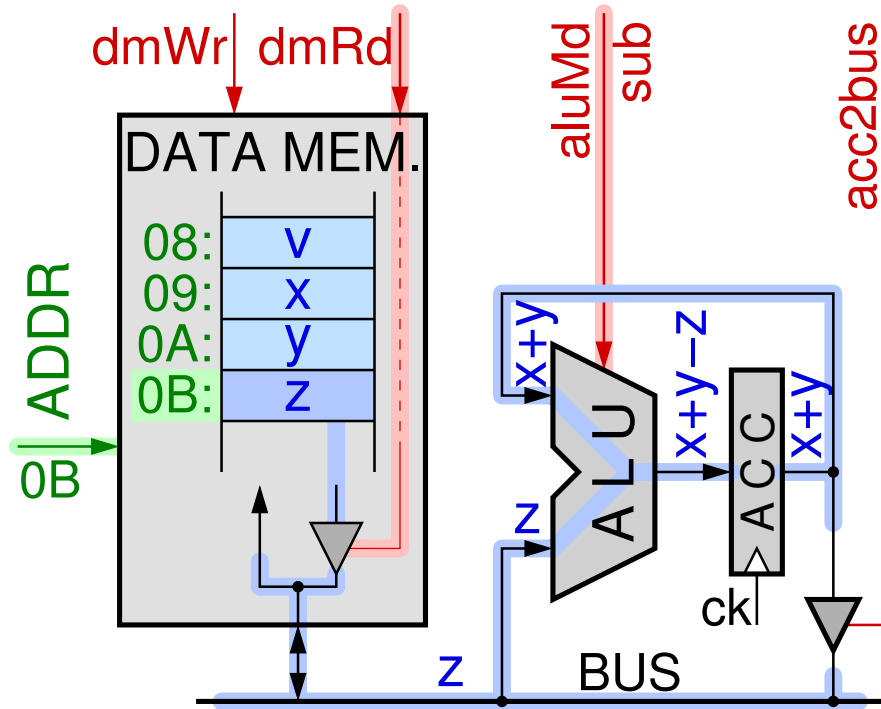 dmWr
dmRd
aluMd
sub
acc2bus
DATA MEM.
08: v
09: x
0A: y
0B: z
ADDR
0B
x+y
z
ALU
x+y−z
ACC
x+y
ck
z
BUS